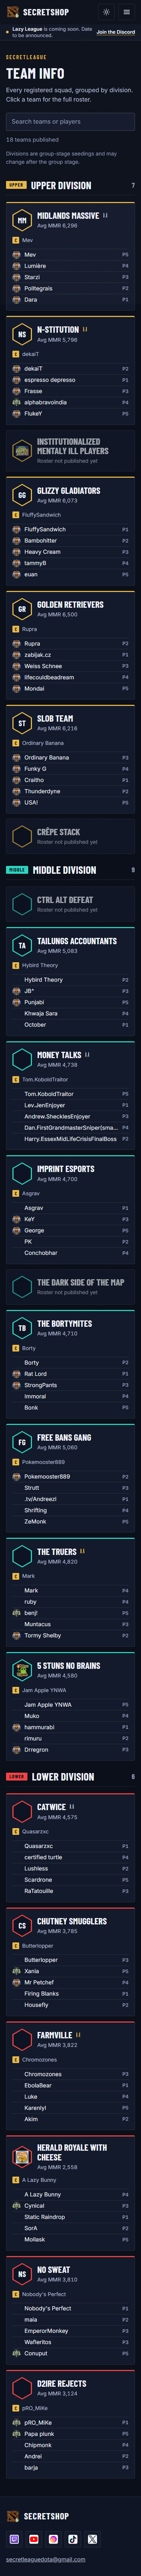 SECRETSHOP
Lacy League is coming soon. Date to be announced.
Join the Discord
SECRETLEAGUE
TEAM INFO
Every registered squad, grouped by division.
Click a team for the full roster.
Search teams or players
18 teams published
Divisions are group-stage seedings and may
change after the group stage.
UPPER UPPER DIVISION 7
MM MIDLANDS MASSIVE
Avg MMR 6,296
E Mev
Mev P5
Lumière P4
Starzi P3
Politegrais P2
Dara P1
NS N-STITUTION
Avg MMR 5,796
E dekaiT
dekaiT P2
espresso depresso P1
Frasse P3
alphabravoindia P4
FlukeY P5
INSTITUTIONALIZED
MENTALY ILL PLAYERS
Roster not published yet
GG GLIZZY GLADIATORS
Avg MMR 6,073
E FluffySandwich
FluffySandwich P1
Bambohitter P2
Heavy Cream P3
tammy8 P4
euan P5
GR GOLDEN RETRIEVERS
Avg MMR 6,500
E Rupra
Rupra P2
zabijak.cz P1
Weiss Schnee P3
lifecouldbeadream P4
Mondai P5
ST SLOB TEAM
Avg MMR 6,216
E Ordinary Banana
Ordinary Banana P3
Funky G P4
Crailho P1
Thunderdyne P2
USA! P5
CRÊPE STACK
Roster not published yet
MIDDLE MIDDLE DIVISION 9
CTRL ALT DEFEAT
Roster not published yet
TA TAILUNGS ACCOUNTANTS
Avg MMR 5,083
E Hybird Theory
Hybird Theory P2
JB* P3
Punjabi P5
Khwaja Sara P4
October P1
MONEY TALKS
Avg MMR 4,738
E Tom.KoboldTraitor
Tom.KoboldTraitor P5
Lev.JenEnjoyer P1
Andrew.ShecklesEnjoyer P3
Dan.FirstGrandmasterSniper(sma... P4
Harry.EssexMidLifeCrisisFinalBoss P2
IMPRINT ESPORTS
Avg MMR 4,700
E Asgrav
Asgrav P1
KeY P3
George P5
PK P2
Conchobhar P4
THE DARK SIDE OF THE MAP
Roster not published yet
TB THE BORTYMITES
Avg MMR 4,710
E Borty
Borty P2
Rat Lord P1
StrongPants P3
immoral P4
Bonk P5
FG FREE BANS GANG
Avg MMR 5,060
E Pokemooster889
Pokemooster889 P2
Struit P3
.tv/Andreezl P1
Shrifting P4
ZeMonk P5
THE TRUERS
Avg MMR 4,820
E Mark
Mark P4
ruby P4
benj! P5
Muntacus P3
Tormy Shelby P2
5 STUNS NO BRAINS
Avg MMR 4,580
E Jam Apple YNWA
Jam Apple YNWA P5
Muko P4
hammurabi P1
rimuru P2
Drregron P3
LOWER LOWER DIVISION 6
CATWICE
Avg MMR 4,575
E Quasarzxc
Quasarzxc P1
certified turtle P4
Lushless P2
Scardrone P5
RaTatouille P3
CS CHUTNEY SMUGGLERS
Avg MMR 3,785
E Butterlopper
Butterlopper P3
Xania P5
Mr Petchef P4
Firing Blanks P1
Housefly P2
FARMVILLE
Avg MMR 3,822
E Chromozones
Chromozones P3
EbolaBear P1
Luke P4
Karenlyl P5
Akim P2
HERALD ROYALE WITH
CHEESE
Avg MMR 2,558
E A Lazy Bunny
A Lazy Bunny P4
Cynical P3
Static Raindrop P1
SorA P2
Mollask P5
NS NO SWEAT
Avg MMR 3,810
E Nobody's Perfect
Nobody's Perfect P1
maia P2
EmperorMonkey P3
Wafleritos P3
Conuput P5
D2IRE REJECTS
Avg MMR 3,124
E pRO_MiKe
pRO_MiKe P1
Papa plunk P5
Chipmonk P4
Andrei P2
barja P3
SECRETSHOP
secretleaguedota@gmail.com